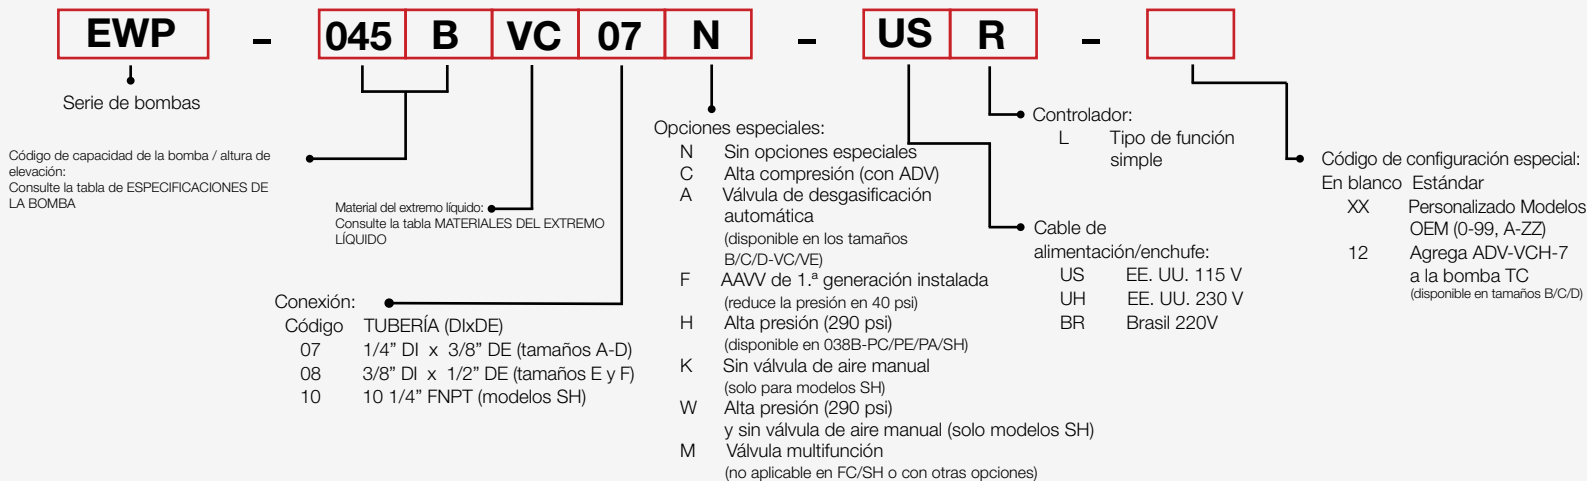 EWP - 045 B VC 07 N - US R -
Serie de bombas
Código de capacidad de la bomba / altura de
elevación:
Consulte la tabla de ESPECIFICACIONES DE
LA BOMBA
Material del extremo líquido:
Consulte la tabla MATERIALES DEL EXTREMO
LÍQUIDO
Conexión:
Código TUBERÍA (DIxDE)
07 1/4” DI x 3/8” DE (tamaños A-D)
08 3/8” DI x 1/2” DE (tamaños E y F)
10 10 1/4” FNPT (modelos SH)
Opciones especiales:
N Sin opciones especiales
C Alta compresión (con ADV)
A Válvula de desgasificación
automática
(disponible en los tamaños
B/C/D-VC/VE)
F AAVV de 1.ª generación instalada
(reduce la presión en 40 psi)
H Alta presión (290 psi)
(disponible en 038B-PC/PE/PA/SH)
K Sin válvula de aire manual
(solo para modelos SH)
W Alta presión (290 psi)
y sin válvula de aire manual (solo modelos SH)
M Válvula multifunción
(no aplicable en FC/SH o con otras opciones)
Controlador:
L Tipo de función
simple
Cable de
alimentación/enchufe:
US EE. UU. 115 V
UH EE. UU. 230 V
BR Brasil 220V
Código de configuración especial:
En blanco Estándar
XX Personalizado Modelos
OEM (0-99, A-ZZ)
12 Agrega ADV-VCH-7
a la bomba TC
(disponible en tamaños B/C/D)